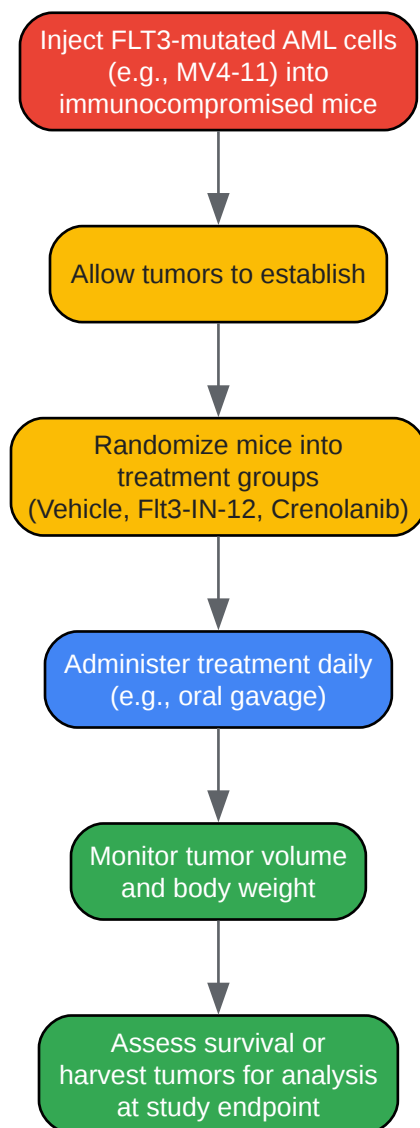 Inject FLT3-mutated AML cells
(e.g., MV4-11) into
immunocompromised mice
Allow tumors to establish
Randomize mice into
treatment groups
(Vehicle, Flt3-IN-12, Crenolanib)
Administer treatment daily
(e.g., oral gavage)
Monitor tumor volume
and body weight
Assess survival or
harvest tumors for analysis
at study endpoint